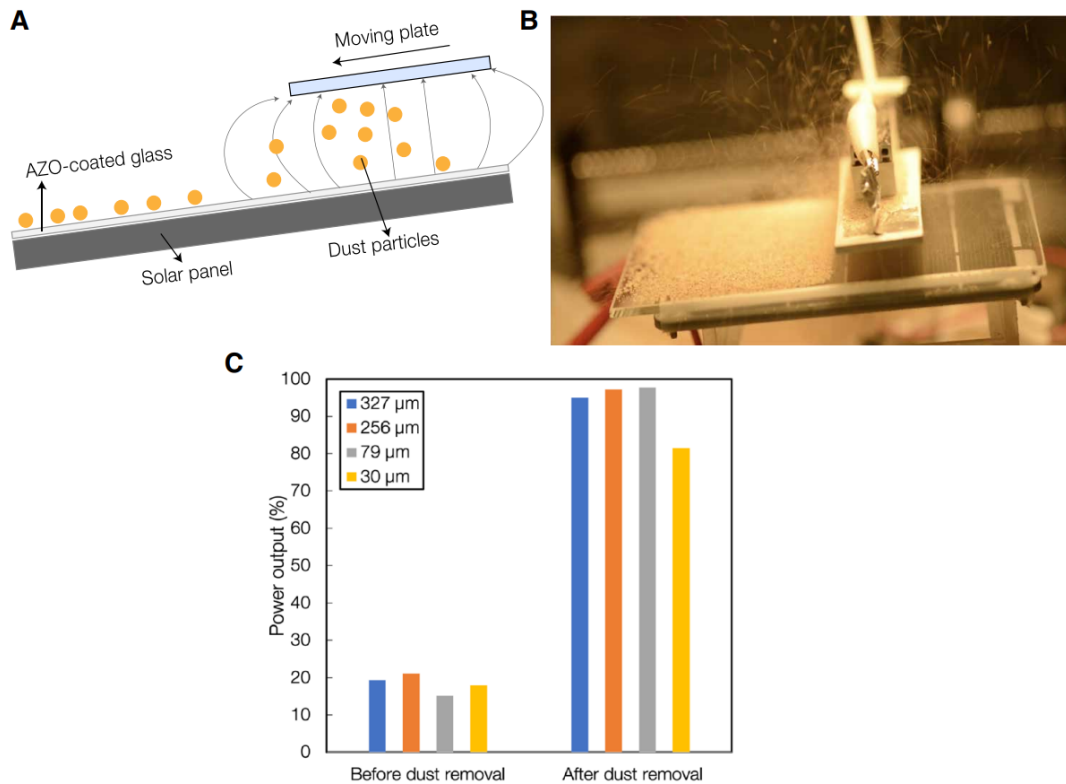 A
Moving plate
AZO-coated glass
Dust particles
Solar panel
B
C
100
90
80
70
60
50
40
30
20
10
0
Power output (%)
327 µm
256 µm
79 µm
30 µm
Before dust removal
After dust removal